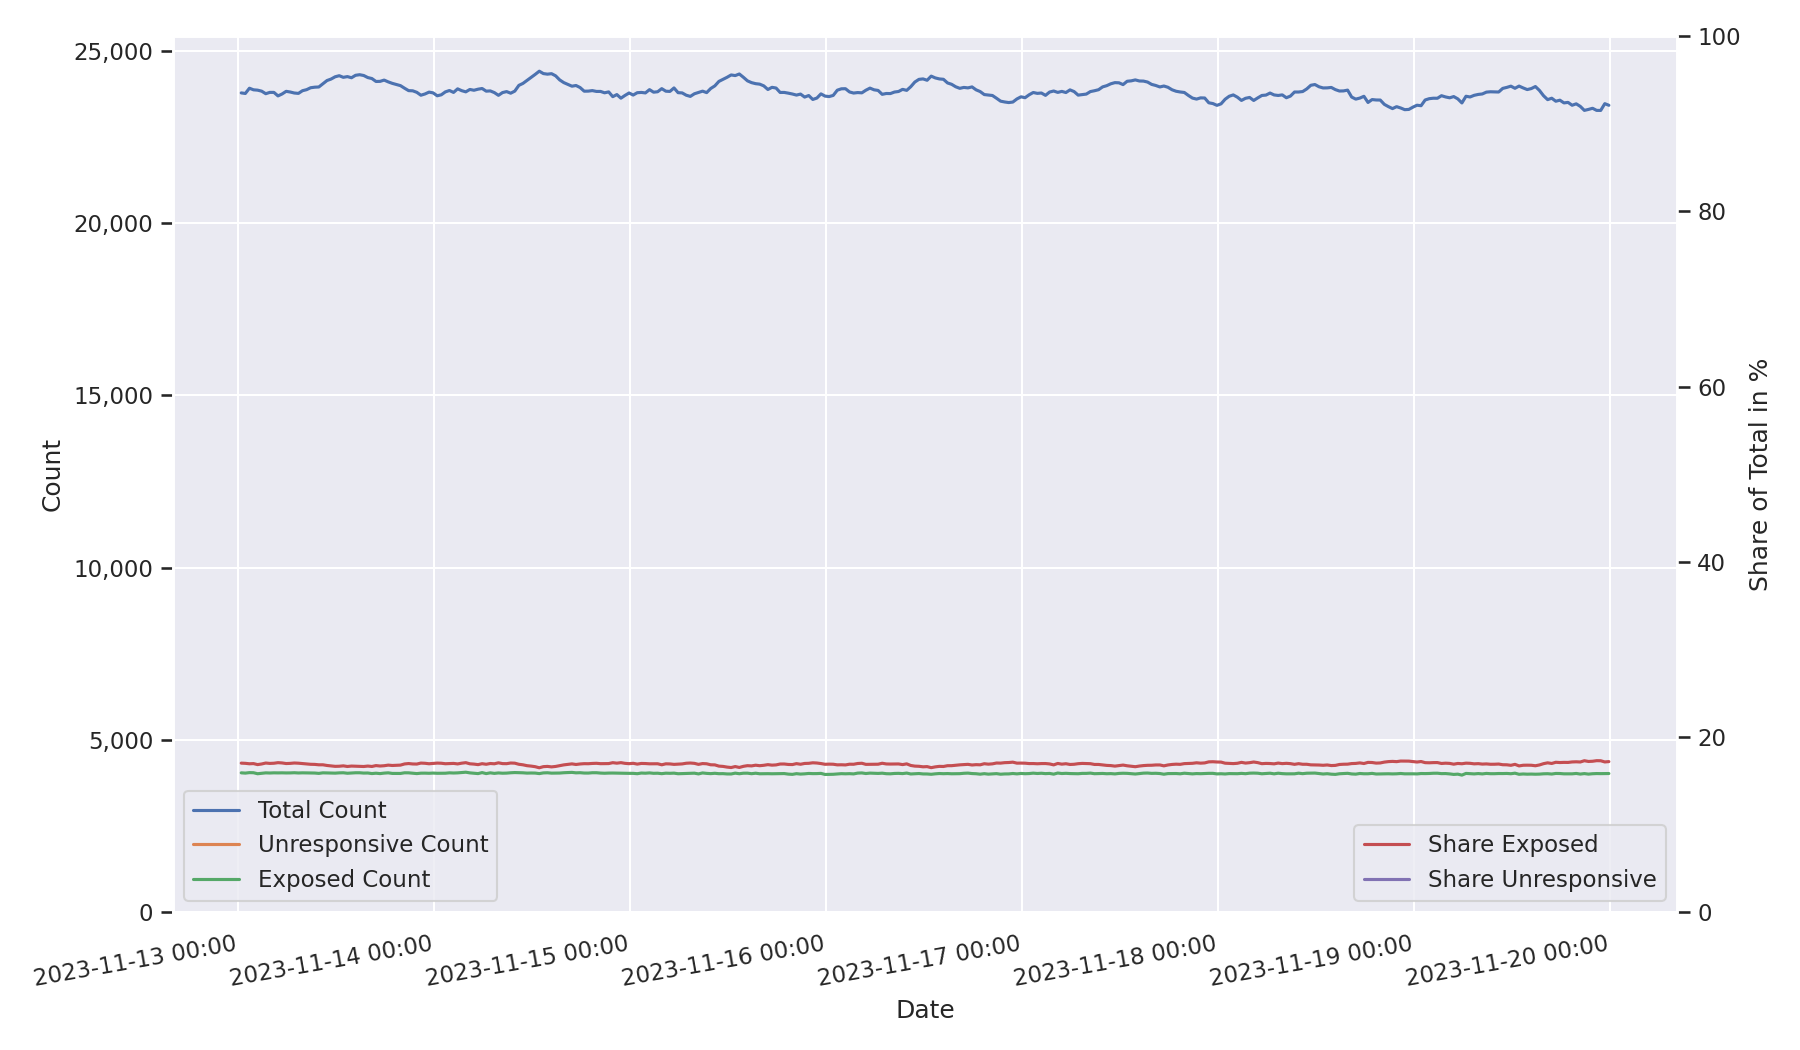 25,000
20,000
15,000
10,000
5,000
0
Count
100
80
60
40
20
0
Share of Total in %
Total Count
Unresponsive Count
Exposed Count
Share Exposed
Share Unresponsive
2023-11-13 00:00
2023-11-14 00:00
2023-11-15 00:00
2023-11-16 00:00
2023-11-17 00:00
2023-11-18 00:00
2023-11-19 00:00
2023-11-20 00:00
Date